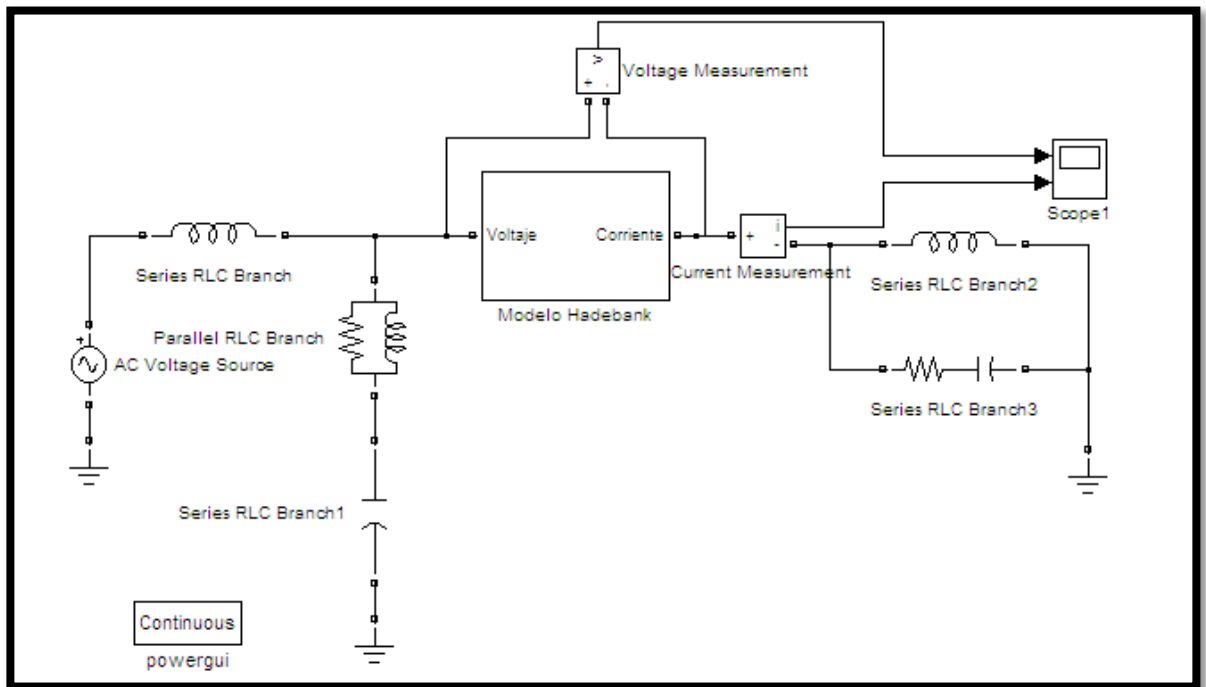 Voltage Measurement
Scope1
Voltaje
Corriente
Series RLC Branch
Current Measurement
Series RLC Branch2
Modelo Hadebank
Parallel RLC Branch
AC Voltage Source
Series RLC Branch3
Series RLC Branch1
Continuous
powergui
+
-
v
+
i
-
+